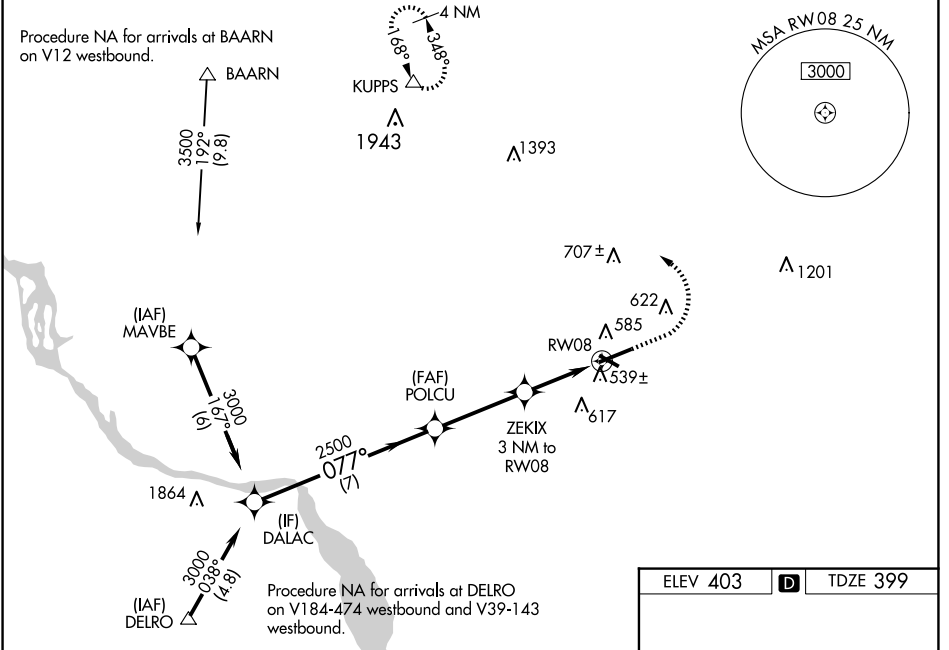 Procedure NA for arrivals at BAARN
on V12 westbound.
BAARN
3500
192°
(9.8)
4 NM
168°
348°
KUPPS
1943
1393
MSA RW08 25 NM
3000
1201
707 ±
622
585
RW08
539±
617
(IAF)
MAVBE
3000
167°
(6)
(FAF)
POLCU
ZEKIX
3 NM to
RW08
2500
077°
(7)
1864
(IF)
DALAC
3000
038°
(4.8)
(IAF)
DELRO
Procedure NA for arrivals at DELRO
on V184-474 westbound and V39-143
westbound.
ELEV 403 D TDZE 399